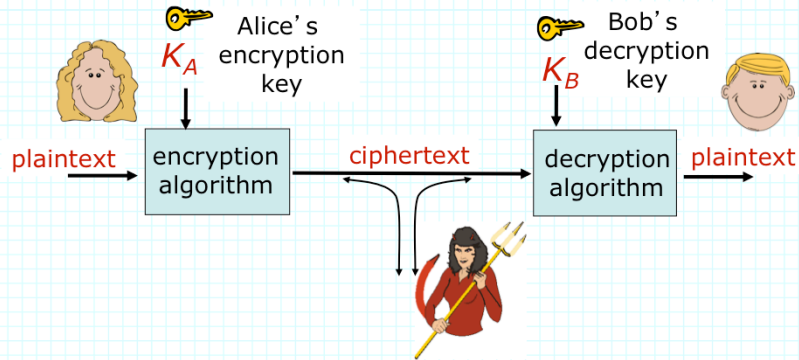 Alice's
encryption
key
K_A
Bob's
decryption
key
K_B
plaintext
encryption
algorithm
ciphertext
decryption
algorithm
plaintext